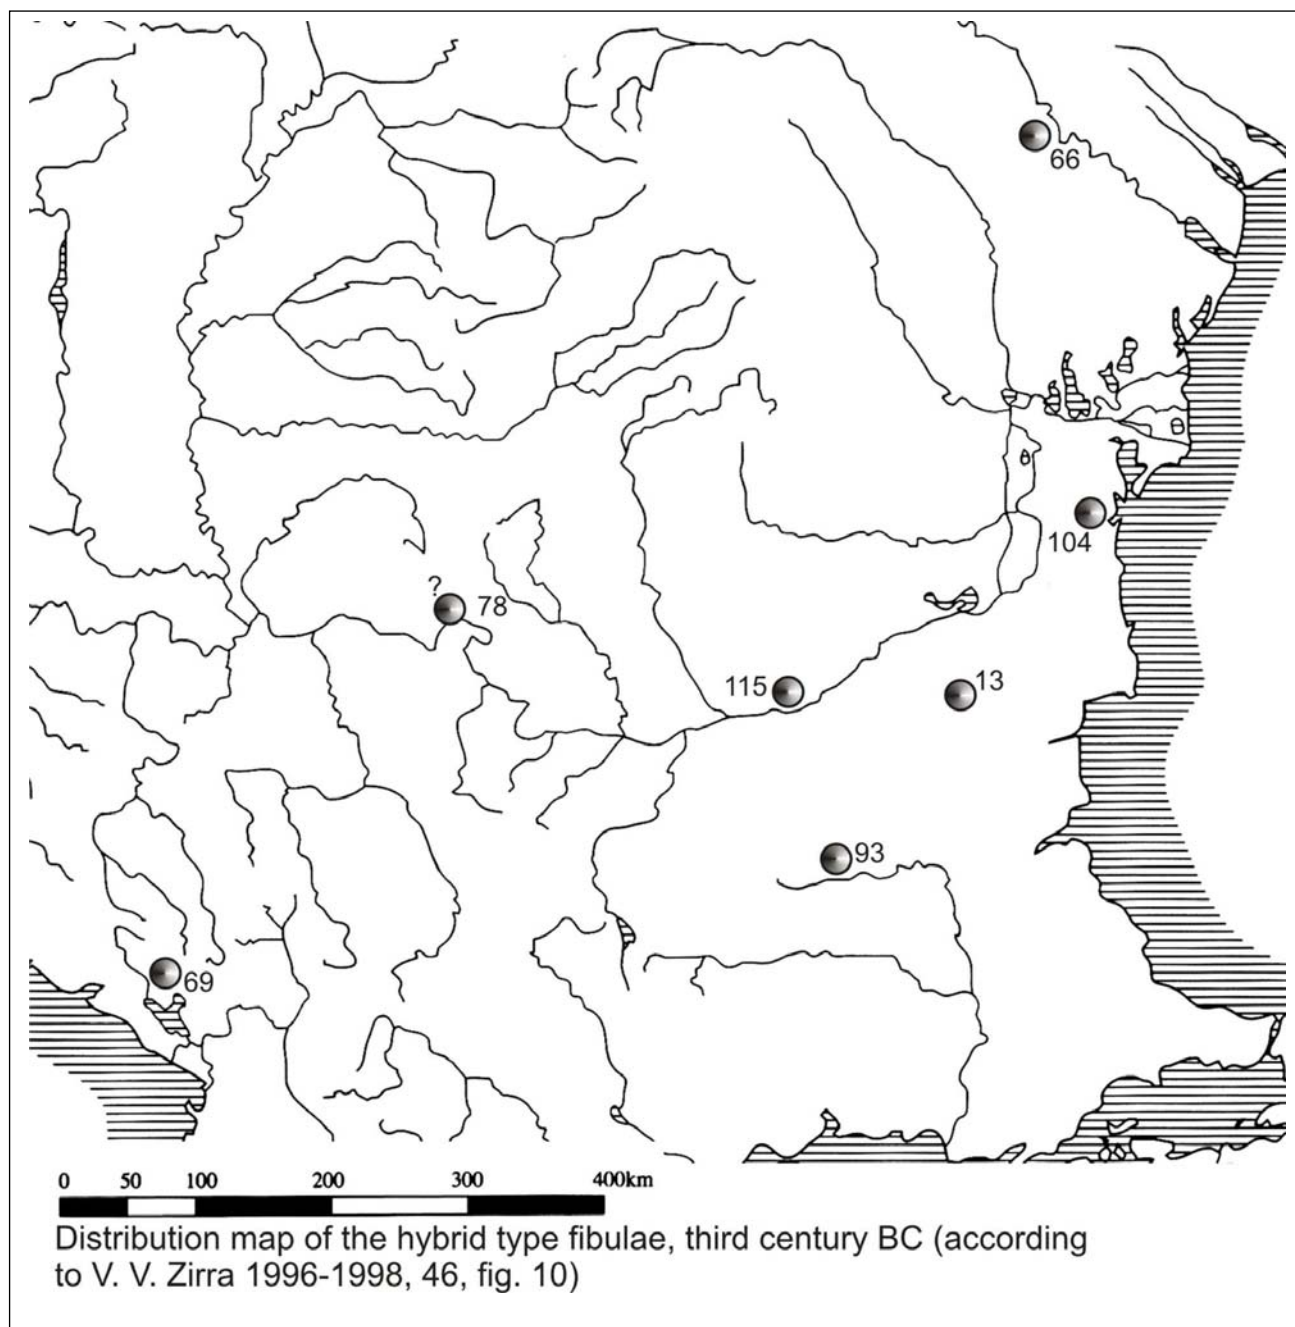 66
104
? 78
115 13
93
69
0 50 100 200 300 400km
Distribution map of the hybrid type fibulae, third century BC (according
to V. V. Zirra 1996-1998, 46, fig. 10)